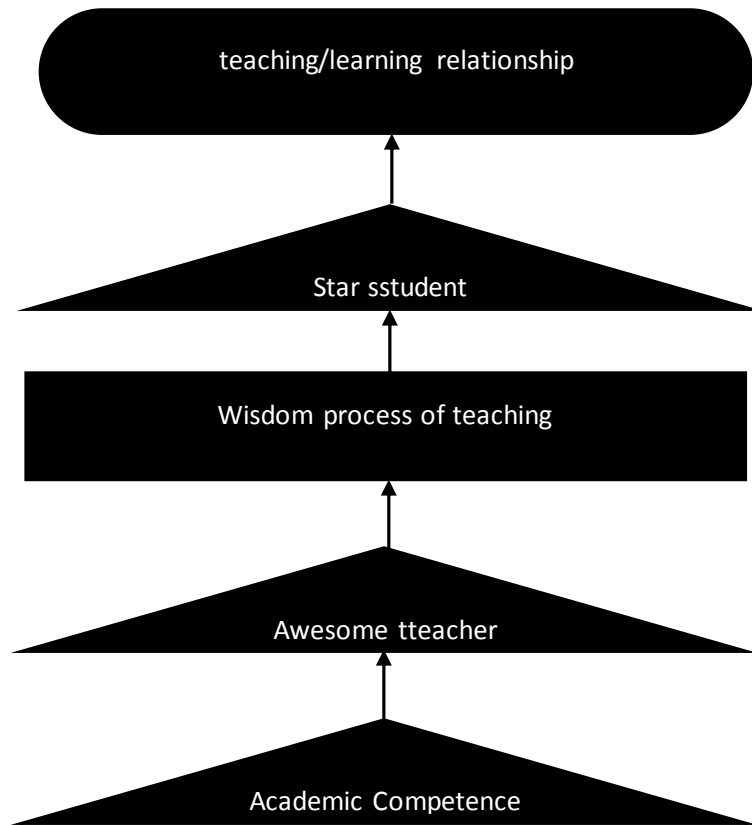 teaching/learning relationship
Star sstudent
Wisdom process of teaching
Awesome tteacher
Academic Competence